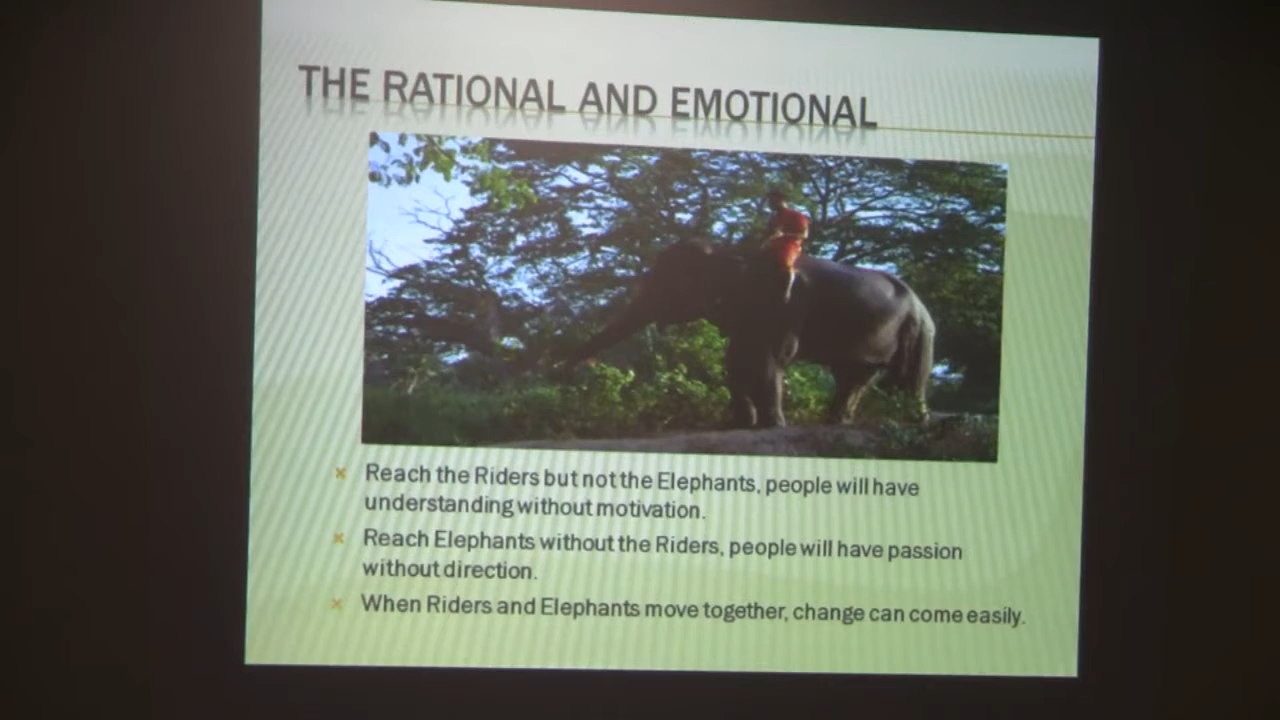 THE RATIONAL AND EMOTIONAL
Reach the Riders but not the Elephants, people will have
understanding without motivation.
Reach Elephants without the Riders, people will have passion
without direction.
When Riders and Elephants move together, change can come easily.